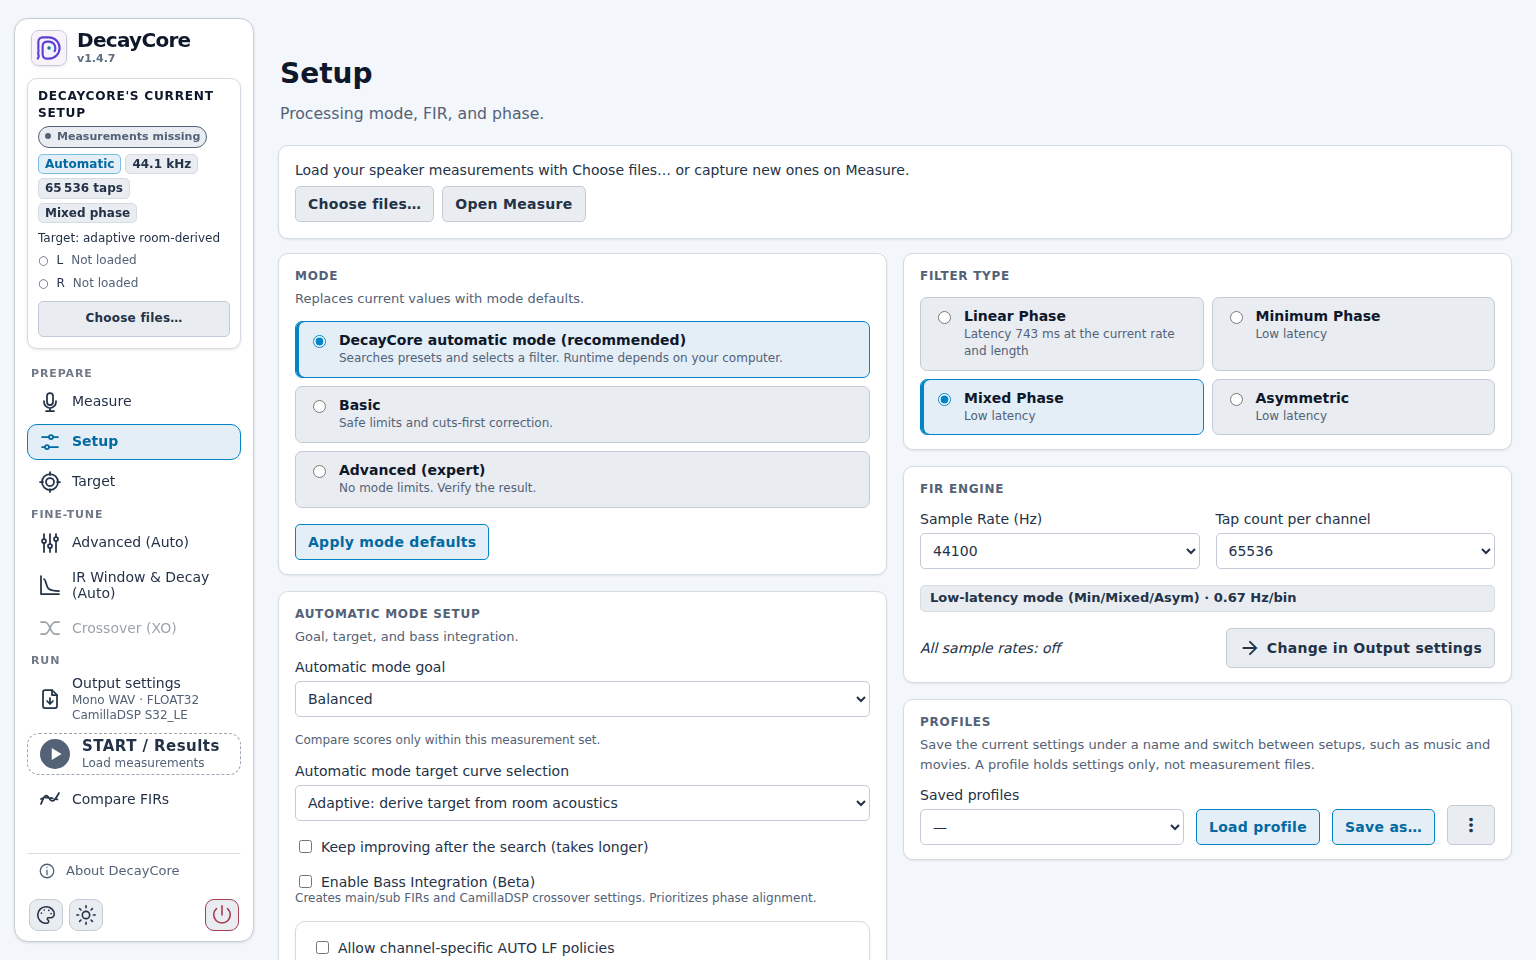 DecayCore
v1.4.7
DECAYCORE'S CURRENT
SETUP
Measurements missing
Automatic
44.1 kHz
65 536 taps
Mixed phase
Target: adaptive room-derived
L Not loaded
R Not loaded
Choose files...
PREPARE
Measure
Setup
Target
FINE-TUNE
Advanced (Auto)
IR Window & Decay
(Auto)
Crossover (XO)
RUN
Output settings
Mono WAV · FLOAT32
CamillaDSP S32_LE
START / Results
Load measurements
Compare FIRs
About DecayCore
Setup
Processing mode, FIR, and phase.
Load your speaker measurements with Choose files... or capture new ones on Measure.
Choose files...
Open Measure
MODE
Replaces current values with mode defaults.
DecayCore automatic mode (recommended)
Searches presets and selects a filter. Runtime depends on your computer.
Basic
Safe limits and cuts-first correction.
Advanced (expert)
No mode limits. Verify the result.
Apply mode defaults
AUTOMATIC MODE SETUP
Goal, target, and bass integration.
Automatic mode goal
Balanced
Compare scores only within this measurement set.
Automatic mode target curve selection
Adaptive: derive target from room acoustics
Keep improving after the search (takes longer)
Enable Bass Integration (Beta)
Creates main/sub FIRs and CamillaDSP crossover settings. Prioritizes phase alignment.
Allow channel-specific AUTO LF policies
FILTER TYPE
Linear Phase
Latency 743 ms at the current rate
and length
Minimum Phase
Low latency
Mixed Phase
Low latency
Asymmetric
Low latency
FIR ENGINE
Sample Rate (Hz)
44100
Tap count per channel
65536
Low-latency mode (Min/Mixed/Asym) · 0.67 Hz/bin
All sample rates: off
Change in Output settings
PROFILES
Save the current settings under a name and switch between setups, such as music and
movies. A profile holds settings only, not measurement files.
Saved profiles
—
Load profile
Save as...